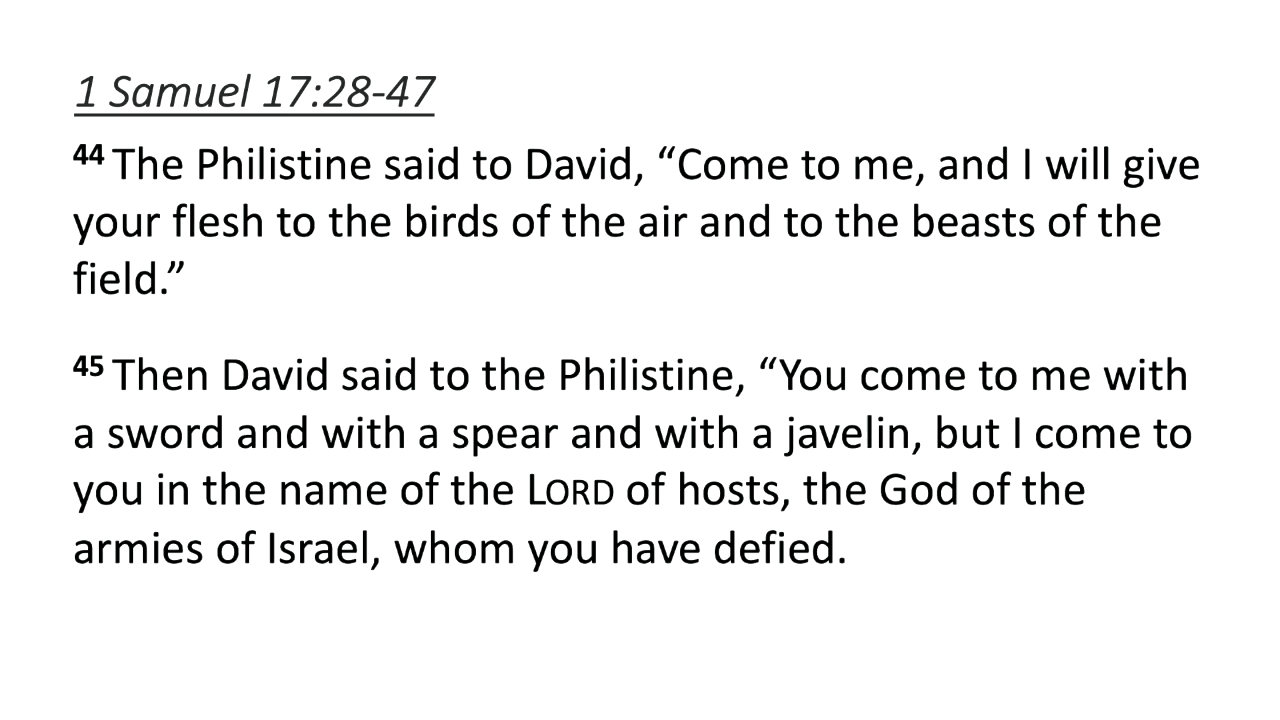 1 Samuel 17:28-47
44 The Philistine said to David, “Come to me, and I will give
your flesh to the birds of the air and to the beasts of the
field.”
45 Then David said to the Philistine, “You come to me with
a sword and with a spear and with a javelin, but I come to
you in the name of the LORD of hosts, the God of the
armies of Israel, whom you have defied.